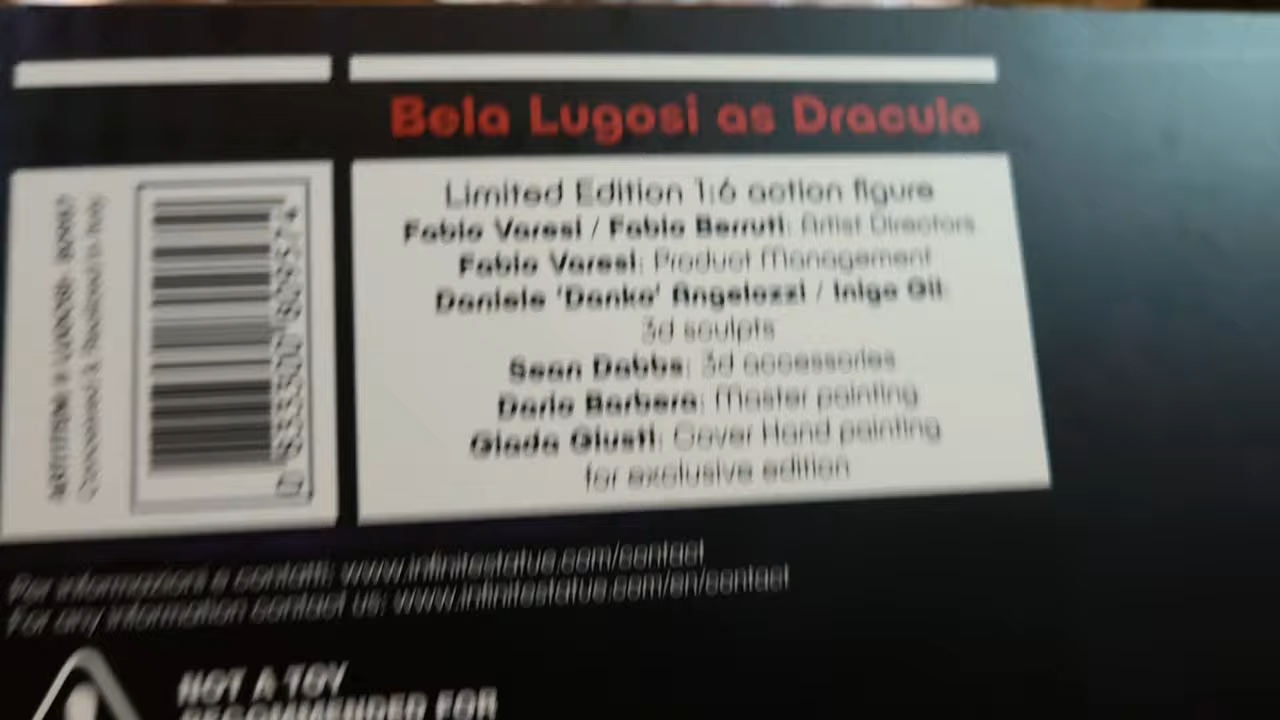 Bela Lugosi as Dracula
Limited Edition 1:6 action figure
Fabio Varesi / Fabio Berruti: Artist Directors
Fabio Varesi: Product Management
Daniele 'Danko' Angelozzi / Inigo Gil:
3d sculpts
Sean Dabbs: 3d accessories
Dario Barbera: Master painting
Giada Giusti: Cover Hand painting
for exclusive edition
For informazioni e contatti: www.infinitestatue.com/contact
For any information contact us: www.infinitestatue.com/en/contact
NOT A TOY
RECOMMENDED FOR